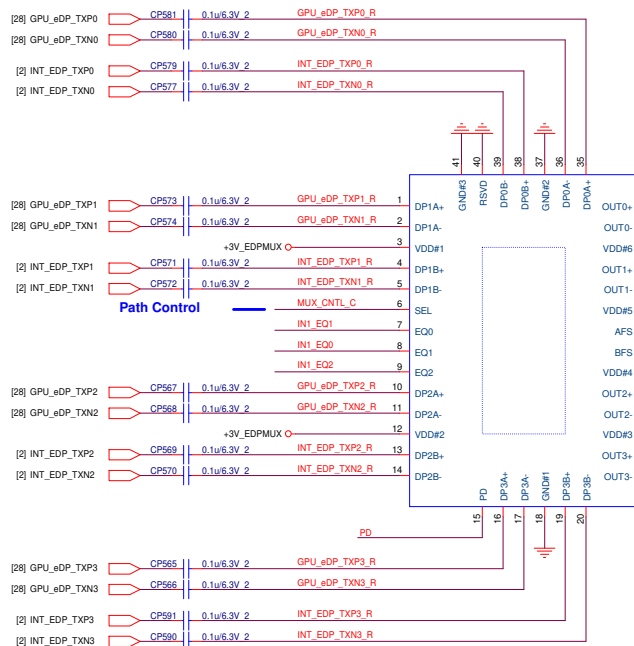 [28] GPU_eDP_TXP0 CP581 0.1u/6.3V_2 GPU_eDP_TXP0_R
[28] GPU_eDP_TXN0 CP580 0.1u/6.3V_2 GPU_eDP_TXN0_R
[2] INT_EDP_TXP0 CP579 0.1u/6.3V_2 INT_EDP_TXP0_R
[2] INT_EDP_TXN0 CP577 0.1u/6.3V_2 INT_EDP_TXN0_R
41 40 39 38 37 36 35
GND#3 RSVD DP0B- DP0B+ GND#2 DP0A- DP0A+
[28] GPU_eDP_TXP1 CP573 0.1u/6.3V_2 GPU_eDP_TXP1_R 1 DP1A+ OUT0+
[28] GPU_eDP_TXN1 CP574 0.1u/6.3V_2 GPU_eDP_TXN1_R 2 DP1A- OUT0-
+3V_EDPMUX 3 VDD#1 VDD#6
[2] INT_EDP_TXP1 CP571 0.1u/6.3V_2 INT_EDP_TXP1_R 4 DP1B+ OUT1+
[2] INT_EDP_TXN1 CP572 0.1u/6.3V_2 INT_EDP_TXN1_R 5 DP1B- OUT1-
Path Control MUX_CNTL_C 6 SEL VDD#5
IN1_EQ1 7 EQ0 AFS
IN1_EQ0 8 EQ1 BFS
IN1_EQ2 9 EQ2 VDD#4
[28] GPU_eDP_TXP2 CP567 0.1u/6.3V_2 GPU_eDP_TXP2_R 10 DP2A+ OUT2+
[28] GPU_eDP_TXN2 CP568 0.1u/6.3V_2 GPU_eDP_TXN2_R 11 DP2A- OUT2-
+3V_EDPMUX 12 VDD#2 VDD#3
[2] INT_EDP_TXP2 CP569 0.1u/6.3V_2 INT_EDP_TXP2_R 13 DP2B+ OUT3+
[2] INT_EDP_TXN2 CP570 0.1u/6.3V_2 INT_EDP_TXN2_R 14 DP2B- OUT3-
PD DP3A+ DP3A- GND#1 DP3B+ DP3B-
15 16 17 18 19 20
PD
[28] GPU_eDP_TXP3 CP565 0.1u/6.3V_2 GPU_eDP_TXP3_R
[28] GPU_eDP_TXN3 CP566 0.1u/6.3V_2 GPU_eDP_TXN3_R
[2] INT_EDP_TXP3 CP591 0.1u/6.3V_2 INT_EDP_TXP3_R
[2] INT_EDP_TXN3 CP590 0.1u/6.3V_2 INT_EDP_TXN3_R